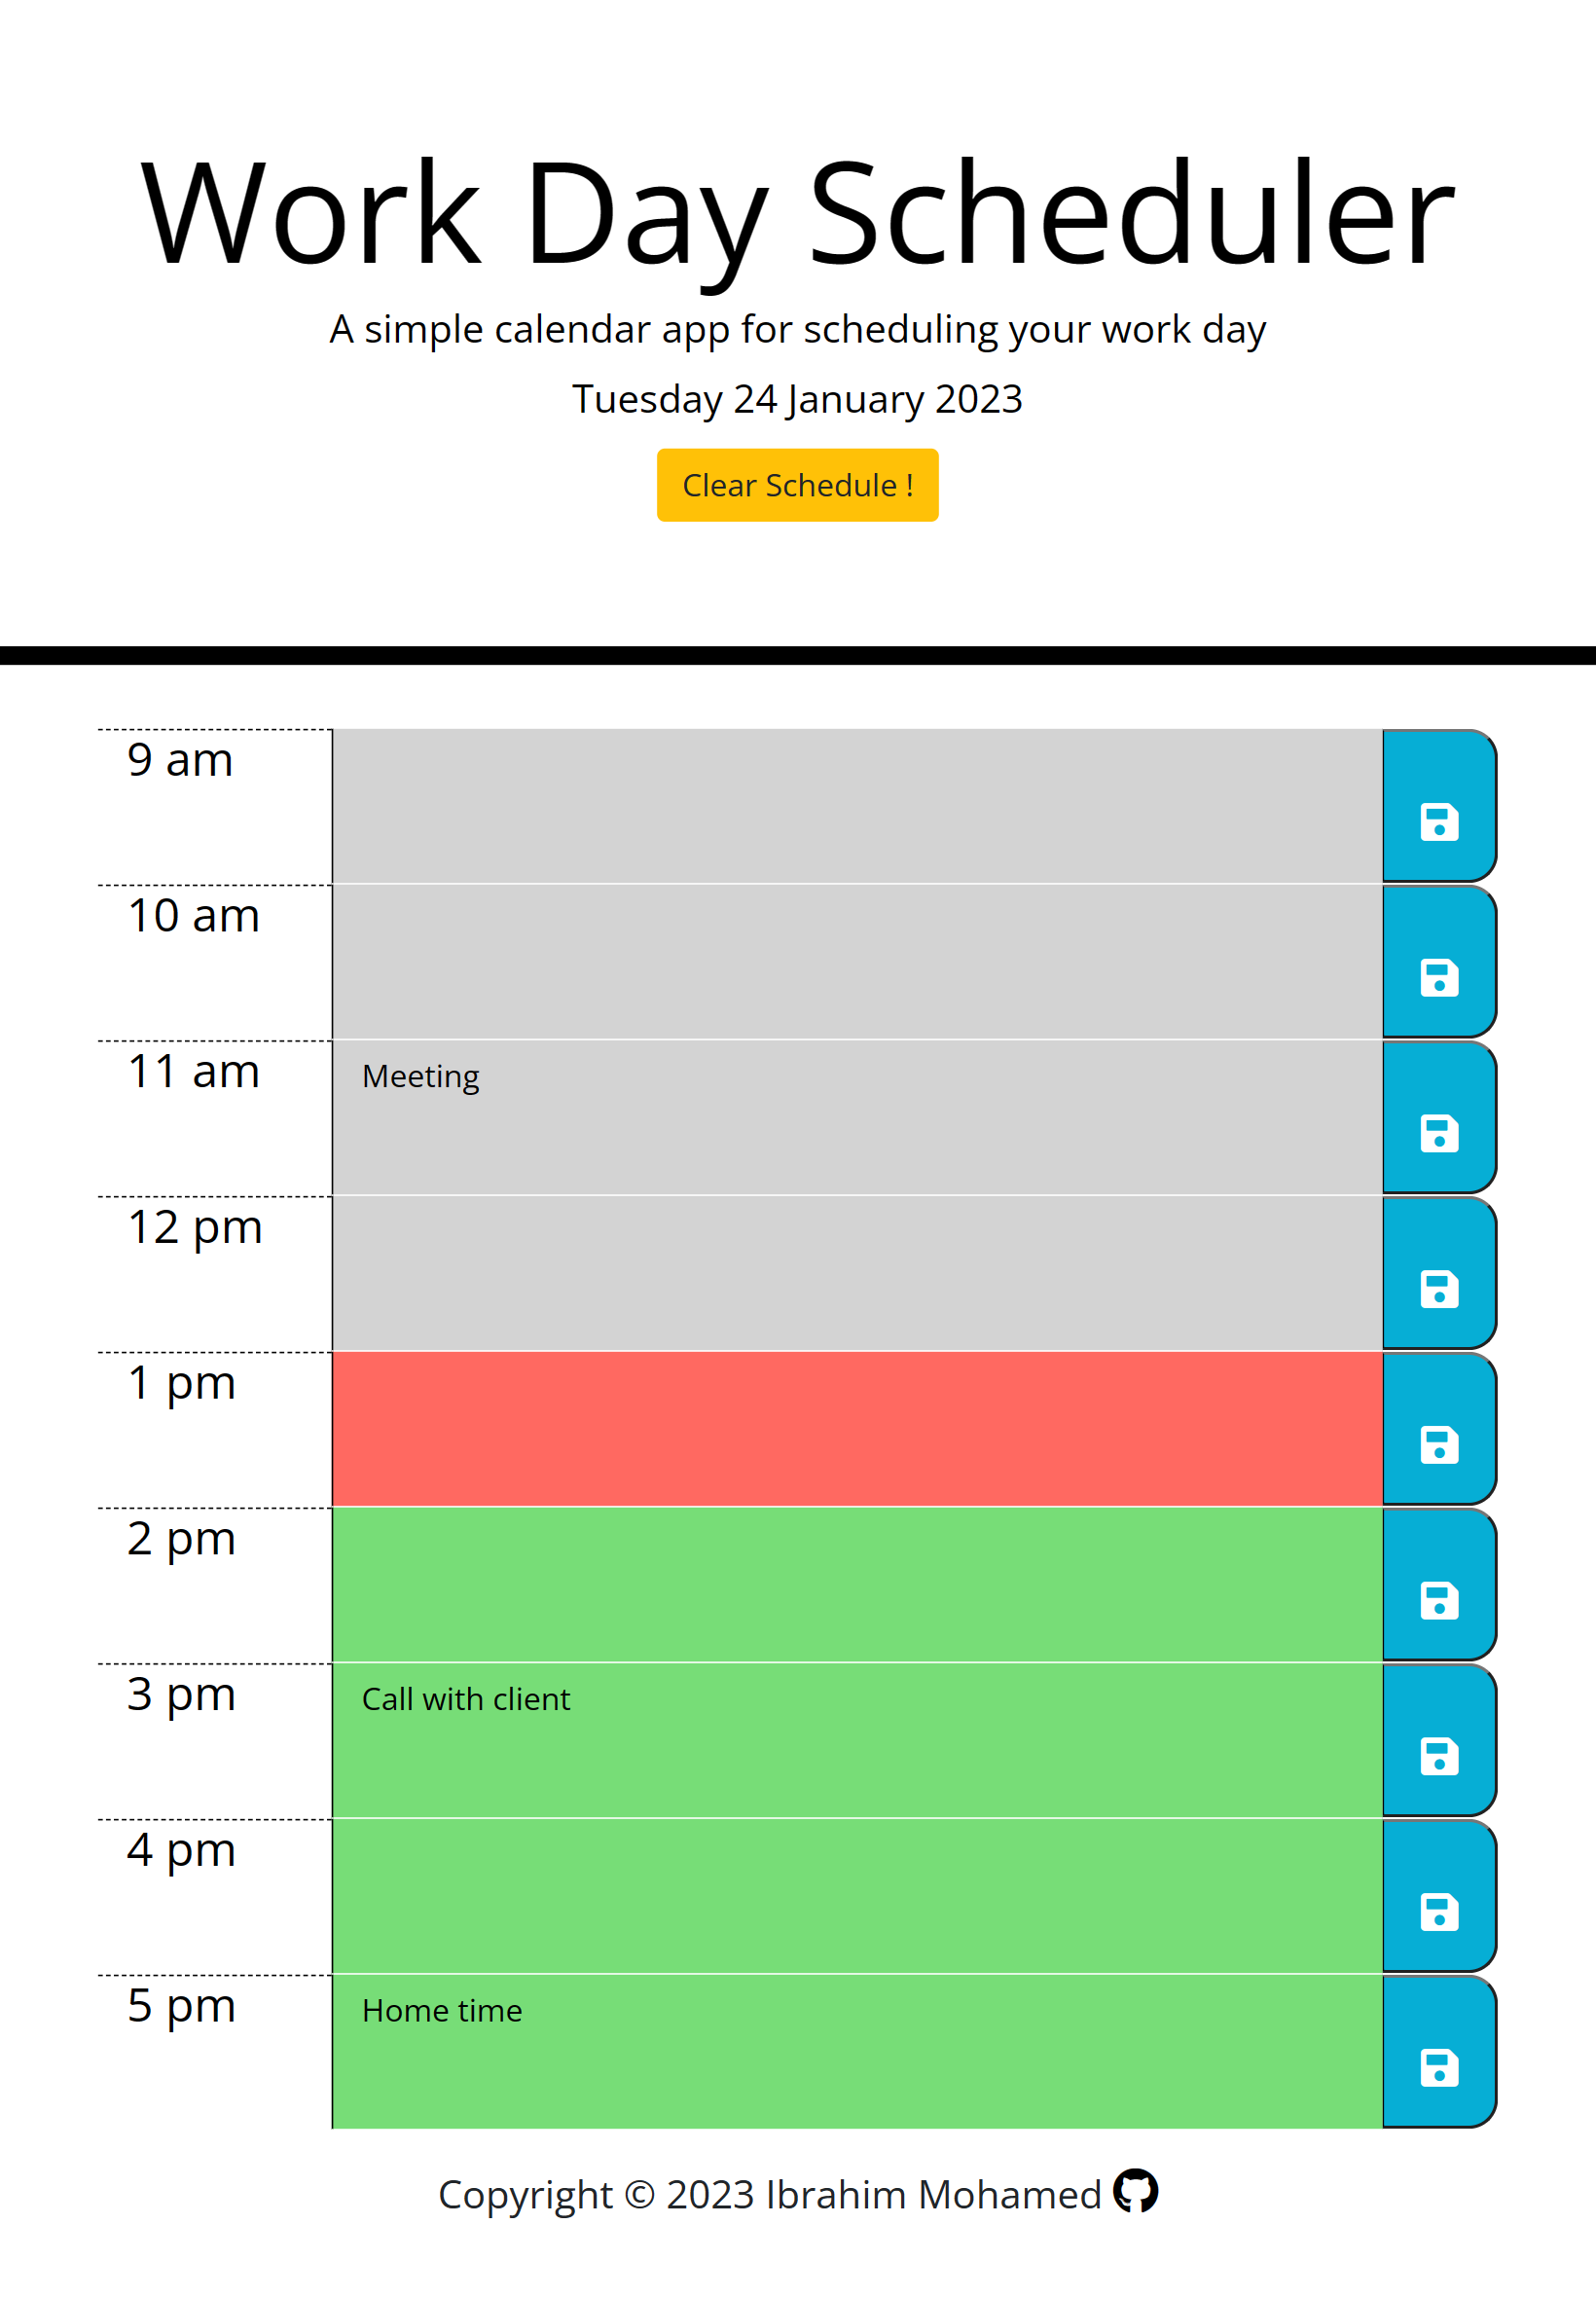 Work Day Scheduler
A simple calendar app for scheduling your work day
Tuesday 24 January 2023
Clear Schedule !
9 am
10 am
11 am
Meeting
12 pm
1 pm
2 pm
3 pm
Call with client
4 pm
5 pm
Home time
Copyright © 2023 Ibrahim Mohamed